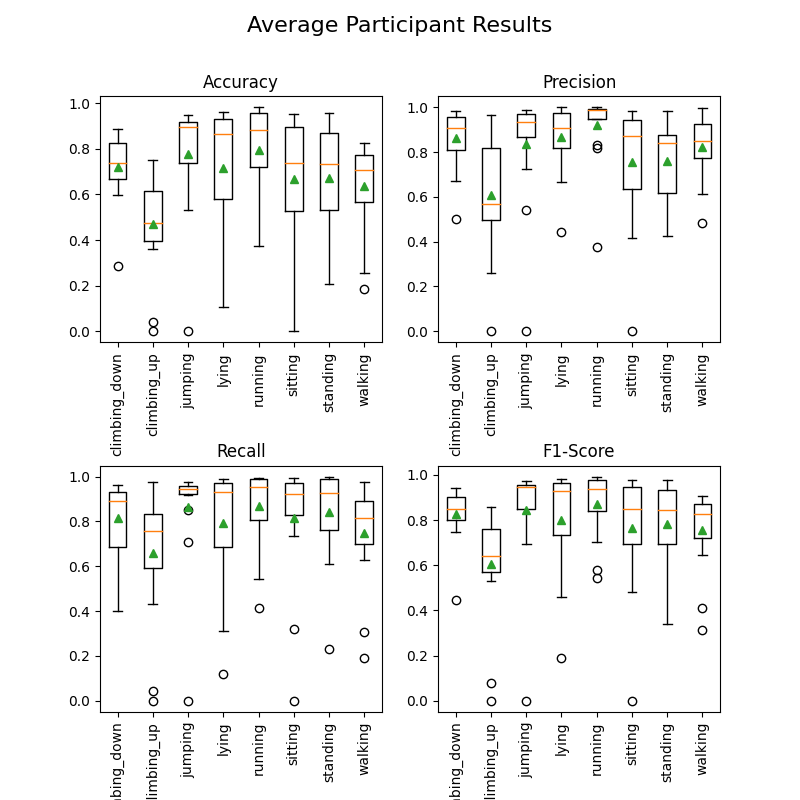 Average Participant Results
Accuracy
1.0
0.8
0.6
0.4
0.2
0.0
climbing_down
climbing_up
jumping
lying
running
sitting
standing
walking
Precision
1.0
0.8
0.6
0.4
0.2
0.0
climbing_down
climbing_up
jumping
lying
running
sitting
standing
walking
Recall
1.0
0.8
0.6
0.4
0.2
0.0
nbing_down
limbing_up
jumping
lying
running
sitting
standing
walking
F1-Score
1.0
0.8
0.6
0.4
0.2
0.0
nbing_down
limbing_up
jumping
lying
running
sitting
standing
walking